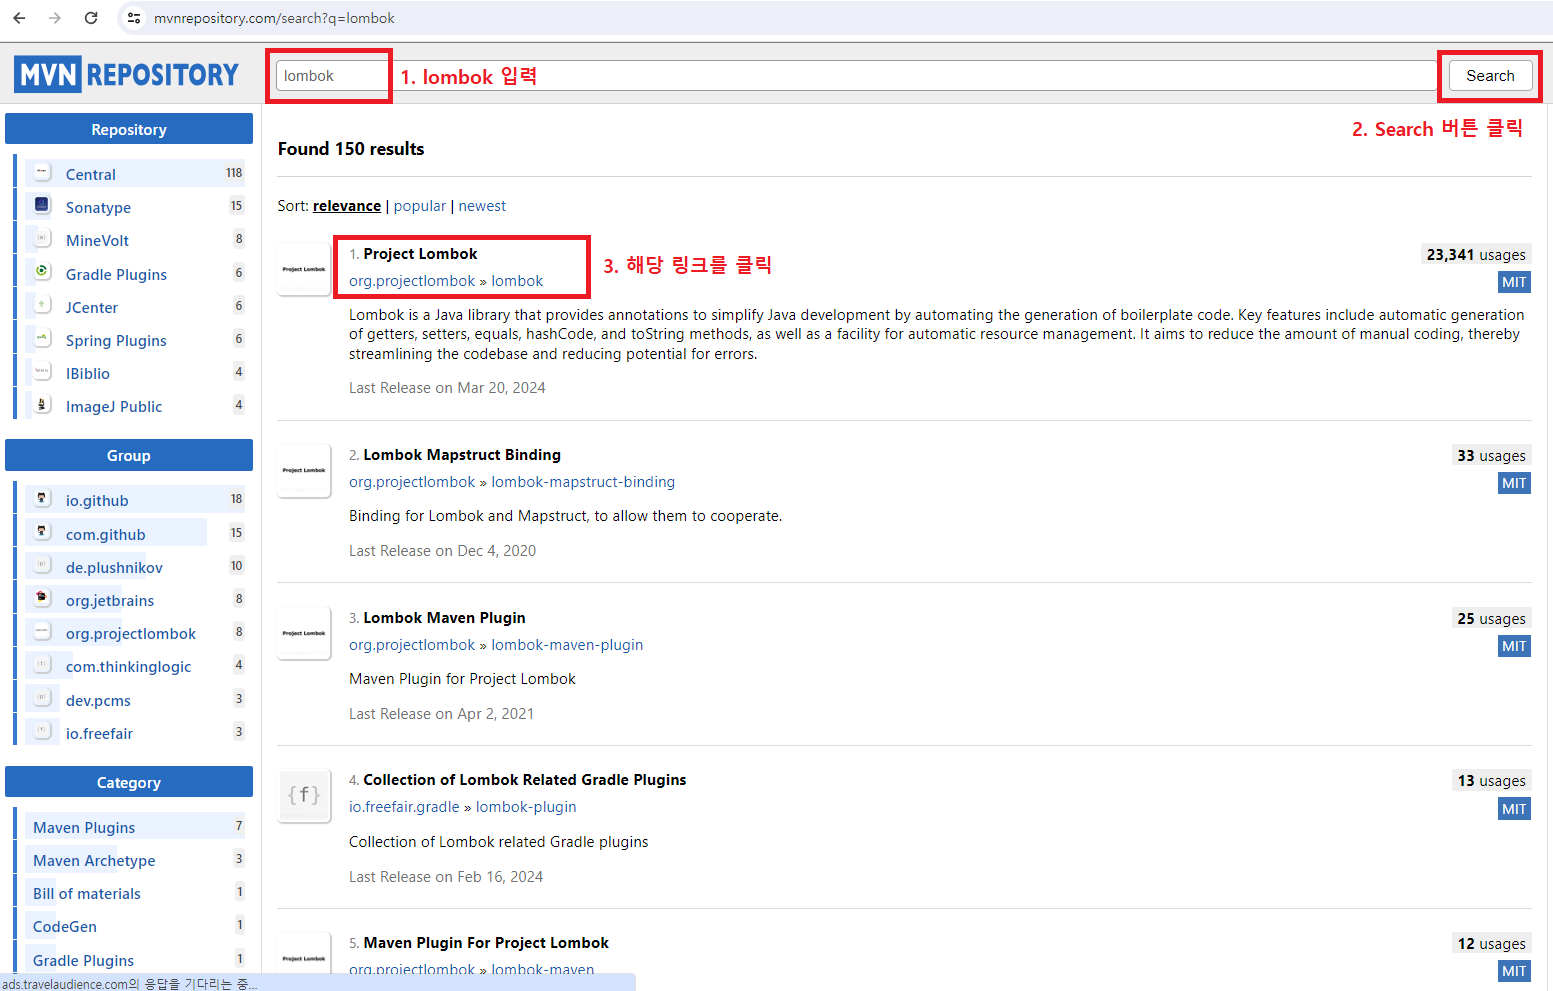 mvnrepository.com/search?q=lombok
MVN REPOSITORY
lombok
1. lombok 입력
Search
2. Search 버튼 클릭
Repository
Central 118
Sonatype 15
MineVolt 8
Gradle Plugins 6
JCenter 6
Spring Plugins 6
IBiblio 4
ImageJ Public 4
Group
io.github 18
com.github 15
de.plushnikov 10
org.jetbrains 8
org.projectlombok 8
com.thinkinglogic 4
dev.pcms 3
io.freefair 3
Category
Maven Plugins 7
Maven Archetype 3
Bill of materials 1
CodeGen 1
Gradle Plugins 1
Found 150 results
Sort: relevance | popular | newest
Project Lombok
1. Project Lombok
org.projectlombok » lombok
3. 해당 링크를 클릭
23,341 usages
MIT
Lombok is a Java library that provides annotations to simplify Java development by automating the generation of boilerplate code. Key features include automatic generation
of getters, setters, equals, hashCode, and toString methods, as well as a facility for automatic resource management. It aims to reduce the amount of manual coding, thereby
streamlining the codebase and reducing potential for errors.
Last Release on Mar 20, 2024
Project Lombok
2. Lombok Mapstruct Binding
33 usages
org.projectlombok » lombok-mapstruct-binding
MIT
Binding for Lombok and Mapstruct, to allow them to cooperate.
Last Release on Dec 4, 2020
Project Lombok
3. Lombok Maven Plugin
25 usages
org.projectlombok » lombok-maven-plugin
MIT
Maven Plugin for Project Lombok
Last Release on Apr 2, 2021
{f}
4. Collection of Lombok Related Gradle Plugins
13 usages
io.freefair.gradle » lombok-plugin
MIT
Collection of Lombok related Gradle plugins
Last Release on Feb 16, 2024
Project Lombok
5. Maven Plugin For Project Lombok
12 usages
org.projectlombok » lombok-maven
MIT
ads.travelaudience.com의 응답을 기다리는 중...